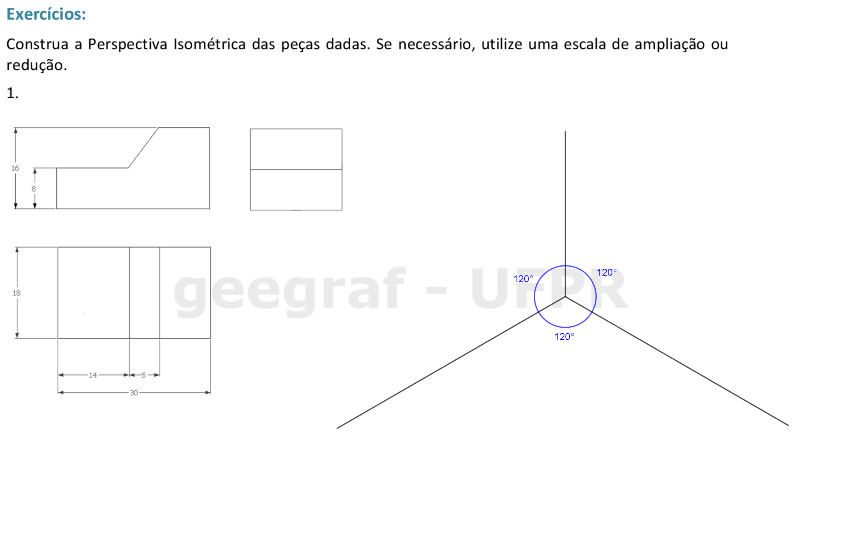 Exercícios:
Construa a Perspectiva Isométrica das peças dadas. Se necessário, utilize uma escala de ampliação ou
redução.
1.
16
8
18
14
6
30
geegraf - UFPR
120°
120°
120°